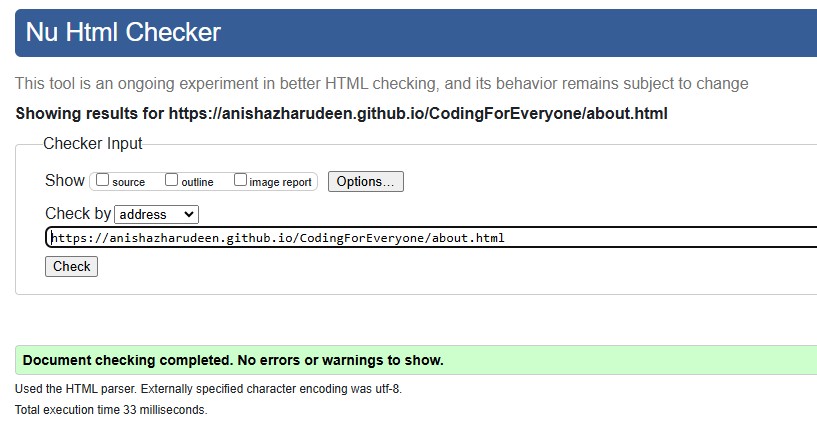 Nu Html Checker
This tool is an ongoing experiment in better HTML checking, and its behavior remains subject to change
Showing results for https://anishazharudeen.github.io/CodingForEveryone/about.html
Checker Input
Show source outline image report Options...
Check by address
https://anishazharudeen.github.io/CodingForEveryone/about.html
Check
Document checking completed. No errors or warnings to show.
Used the HTML parser. Externally specified character encoding was utf-8.
Total execution time 33 milliseconds.